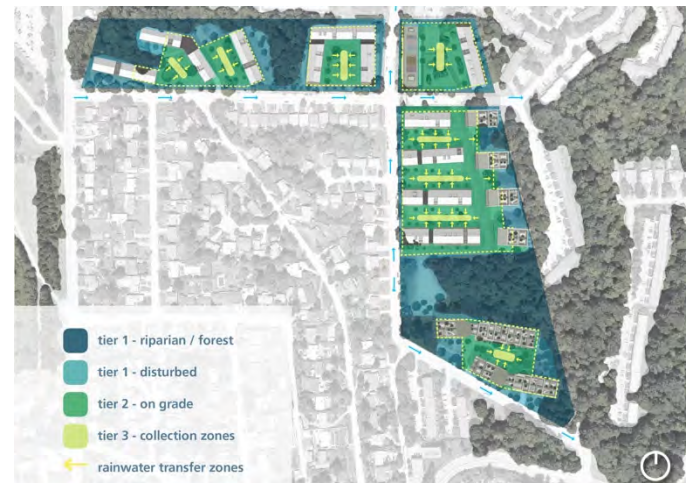 tier 1 - riparian / forest
tier 1 - disturbed
tier 2 - on grade
tier 3 - collection zones
rainwater transfer zones